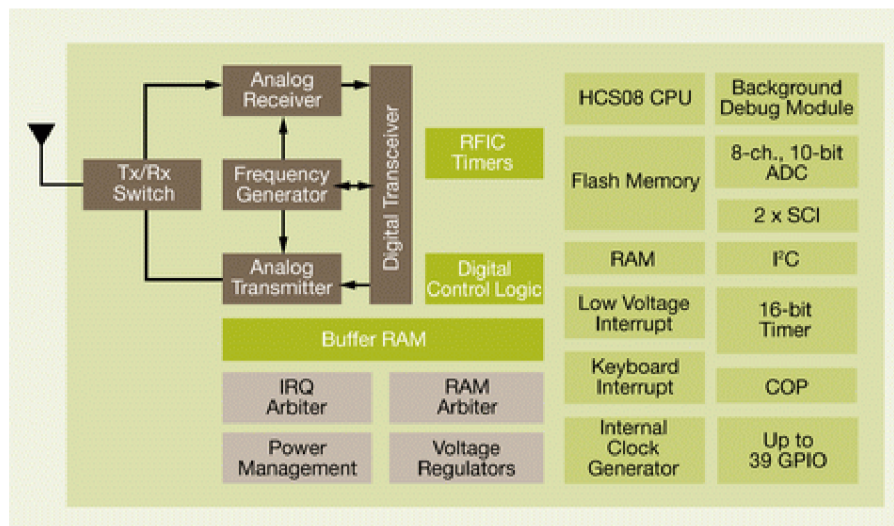 Analog
Receiver
Tx/Rx
Switch
Frequency
Generator
Analog
Transmitter
Digital Transceiver
RFIC
Timers
Digital
Control Logic
Buffer RAM
IRQ
Arbiter
RAM
Arbiter
Power
Management
Voltage
Regulators
HCS08 CPU
Flash Memory
RAM
Low Voltage
Interrupt
Keyboard
Interrupt
Internal
Clock
Generator
Background
Debug Module
8-ch., 10-bit
ADC
2 x SCI
I²C
16-bit
Timer
COP
Up to
39 GPIO